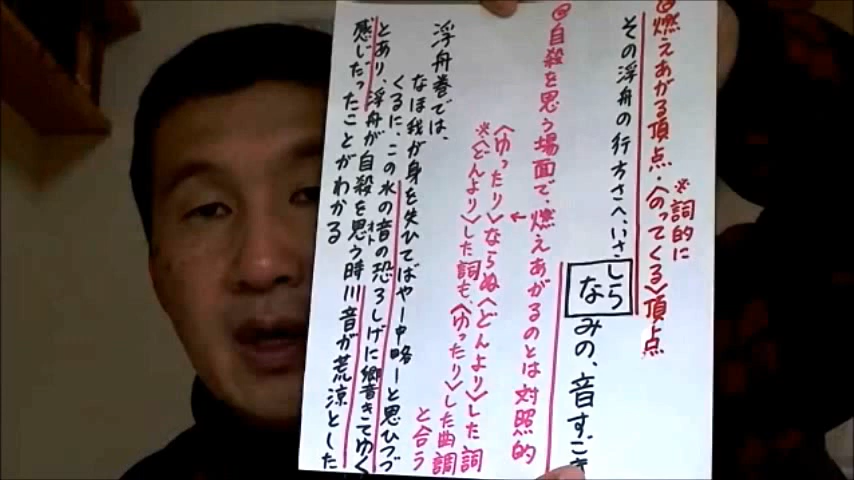 ◎燃えあがる頂点・〈のってくる〉頂点
※詞的に
その浮舟の行方さへ、いさしらなみの、音すごき
◎自殺を思う場面で、燃えあがるのとは対照的
〈ゆったり〉ならぬ〈どんより〉した詞
※〈どんより〉した詞も、〈ゆったり〉した曲調と合う
浮舟巻では、
なほ我が身を失ひてばやー中略ーと思ひつづ
くるに、この水の音の恐ろしげに響きてゆく
とあり、浮舟が自殺を思う時川音が荒涼とした
感じだったことがわかる
オト